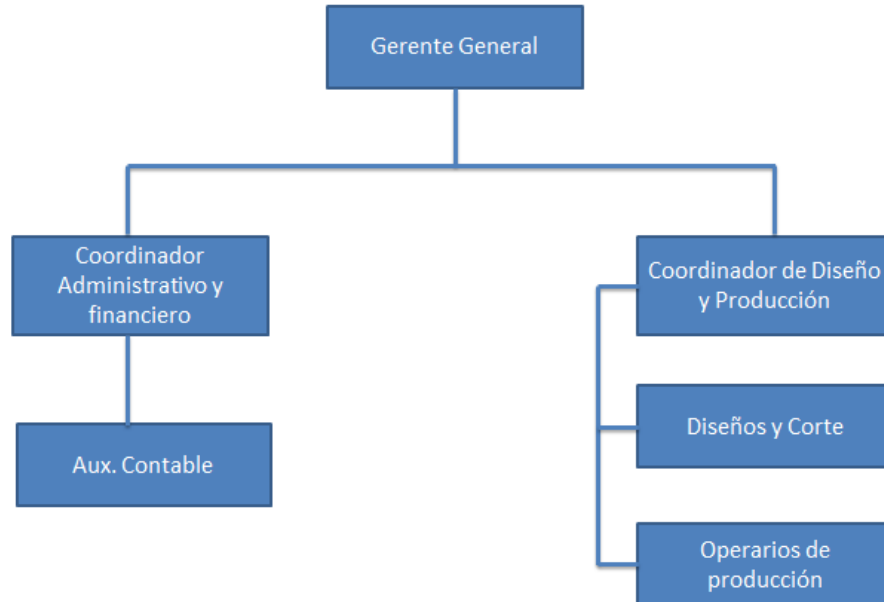 Gerente General
Coordinador
Administrativo y
financiero
Coordinador de Diseño
y Producción
Aux. Contable
Diseños y Corte
Operarios de
producción